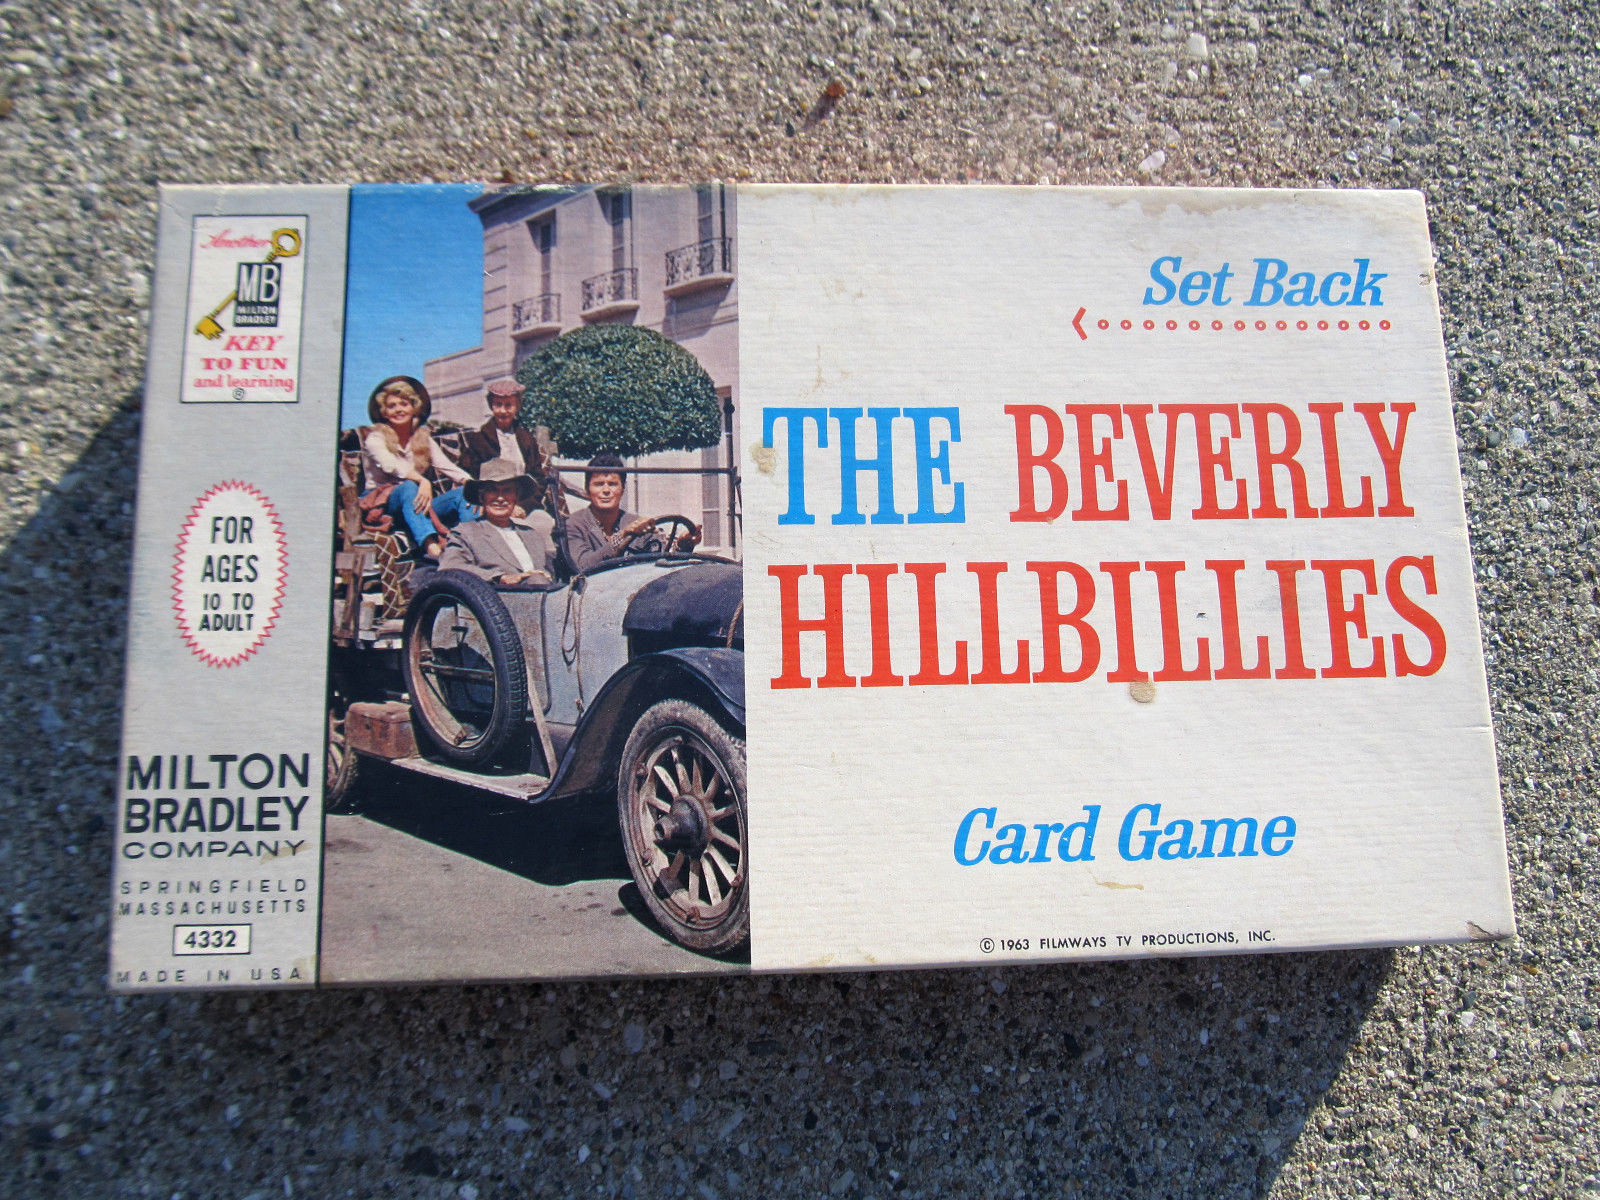 Another
MB
MILTON
BRADLEY
KEY
TO FUN
and learning
®
FOR
AGES
10 TO
ADULT
MILTON
BRADLEY
COMPANY
SPRINGFIELD
MASSACHUSETTS
4332
MADE IN U.S.A.
Set Back
THE BEVERLY
HILLBILLIES
Card Game
© 1963 FILMWAYS TV PRODUCTIONS, INC.